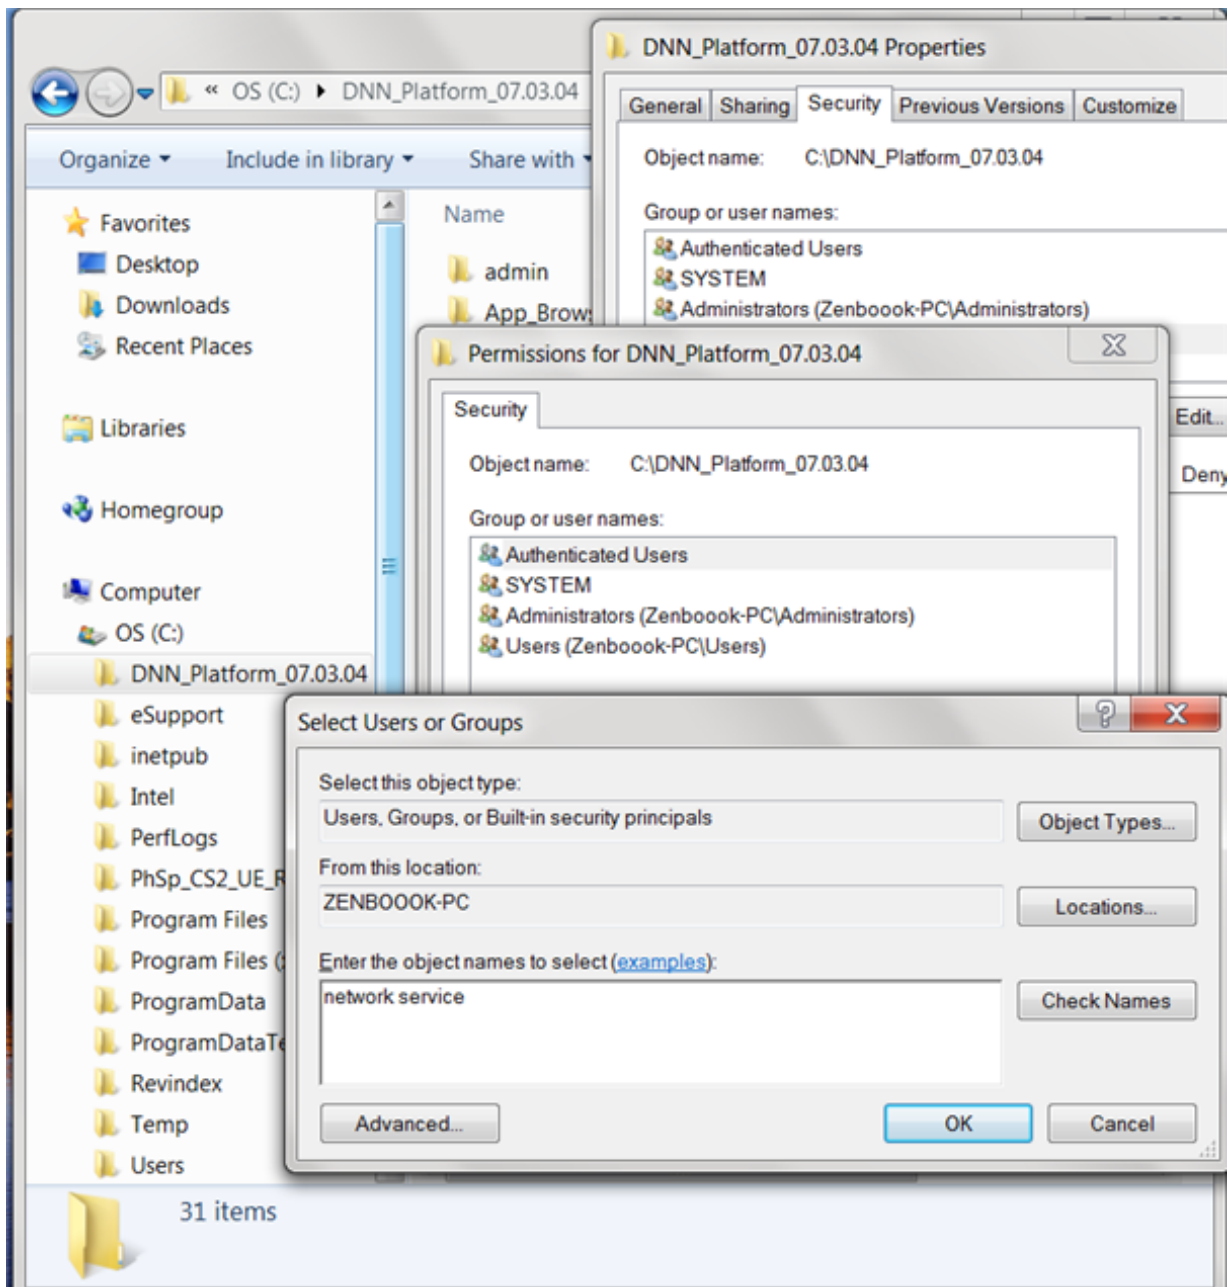 DNN_Platform_07.03.04 Properties
« OS (C:) ▸ DNN_Platform_07.03.04
General Sharing Security Previous Versions Customize
Object name: C:\DNN_Platform_07.03.04
Group or user names:
Authenticated Users
SYSTEM
Administrators (Zenboook-PC\Administrators)
Edit...
Deny
Organize Include in library Share with
Favorites
Desktop
Downloads
Recent Places
Libraries
Homegroup
Computer
OS (C:)
DNN_Platform_07.03.04
eSupport
inetpub
Intel
PerfLogs
PhSp_CS2_UE_R
Program Files
Program Files (
ProgramData
ProgramDataTe
Revindex
Temp
Users
Name
admin
App_Brow
Permissions for DNN_Platform_07.03.04
Security
Object name: C:\DNN_Platform_07.03.04
Group or user names:
Authenticated Users
SYSTEM
Administrators (Zenboook-PC\Administrators)
Users (Zenboook-PC\Users)
Select Users or Groups
Select this object type:
Users, Groups, or Built-in security principals
Object Types...
From this location:
ZENBOOOK-PC
Locations...
Enter the object names to select (examples):
network service
Check Names
Advanced... OK Cancel
31 items